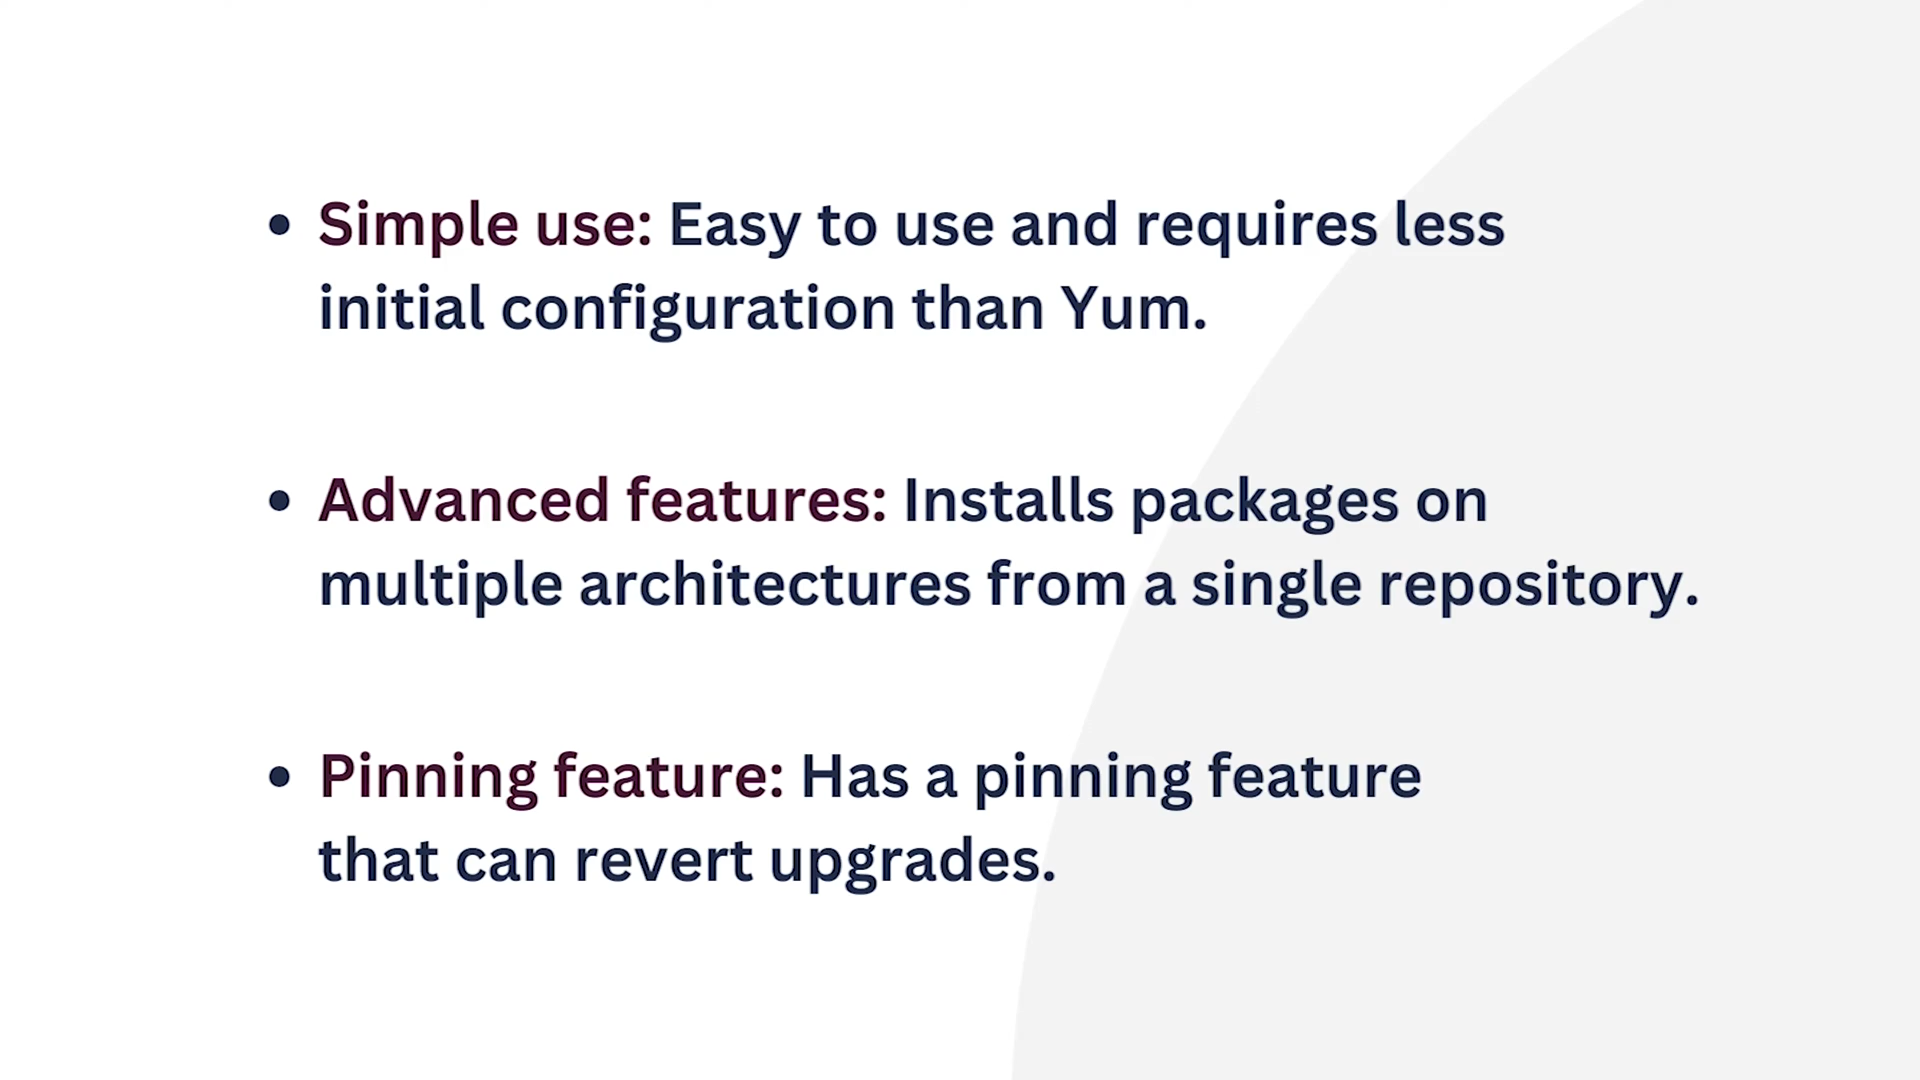 • Simple use: Easy to use and requires less
initial configuration than Yum.
• Advanced features: Installs packages on
multiple architectures from a single repository.
• Pinning feature: Has a pinning feature
that can revert upgrades.